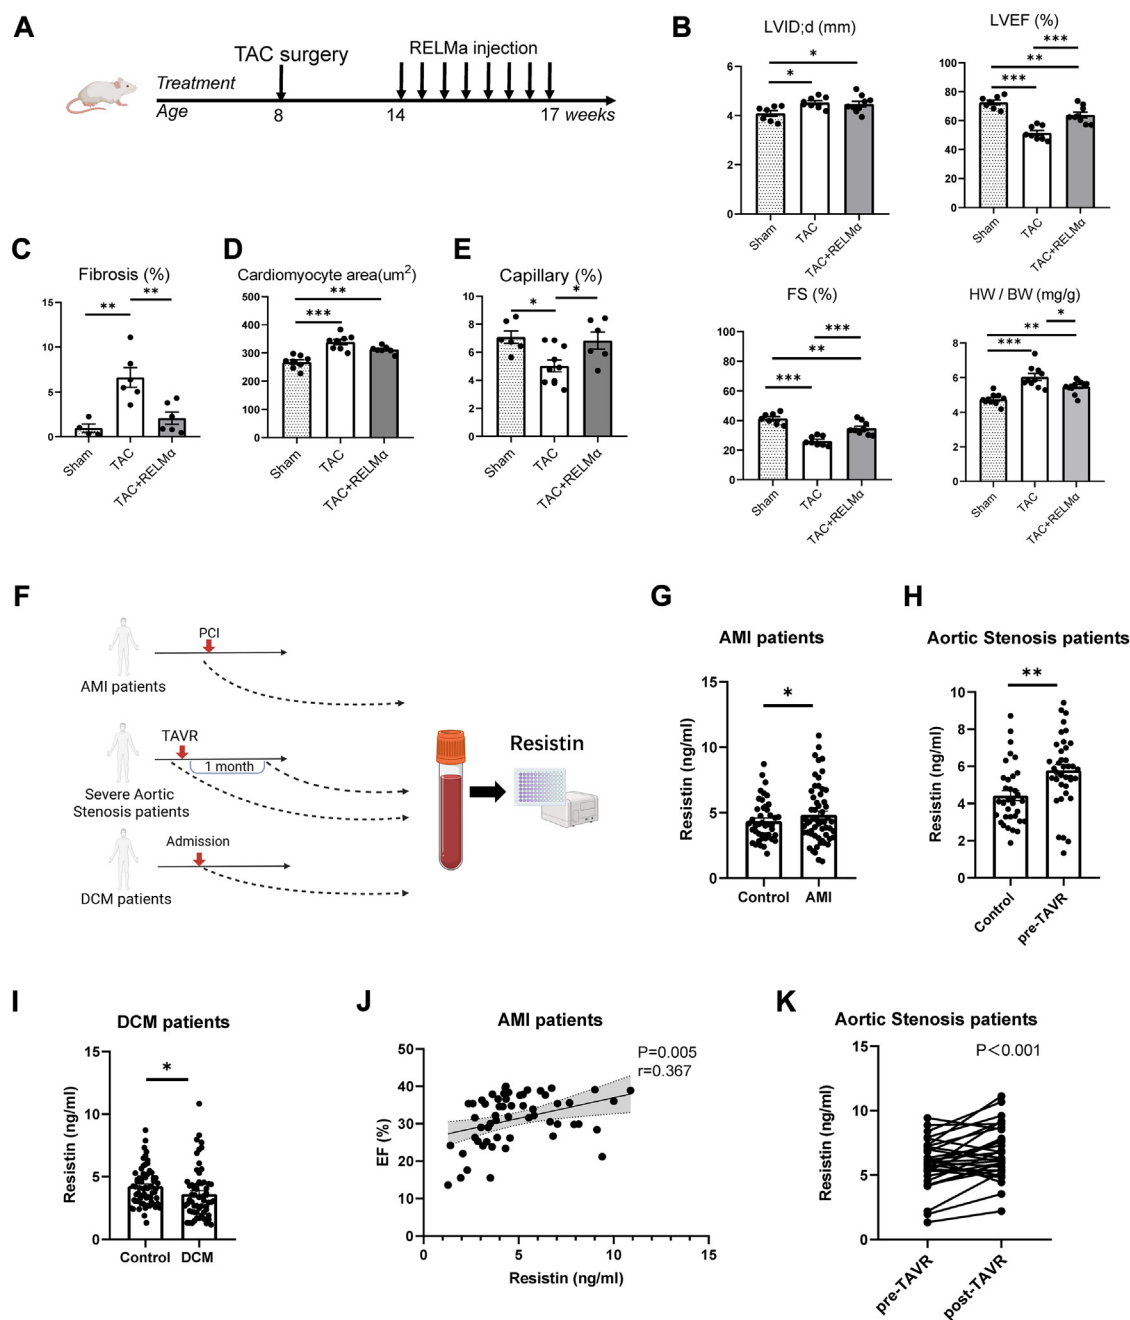 A
TAC surgery
RELMa injection
Treatment
Age
8
14
17 weeks
B
LVID;d (mm)
*
*
6
4
2
0
Sham
TAC
TAC+RELMα
LVEF (%)
***
**
***
100
80
60
40
20
0
Sham
TAC
TAC+RELMα
FS (%)
***
**
***
100
80
60
40
20
0
Sham
TAC
TAC+RELMα
HW / BW (mg/g)
*
**
***
8
6
4
2
0
Sham
TAC
TAC+RELMα
C
Fibrosis (%)
**
**
15
10
5
0
Sham
TAC
TAC+RELMα
D
Cardiomyocyte area(um²)
**
***
500
400
300
200
100
0
Sham
TAC
TAC+RELMα
E
Capillary (%)
*
*
10
8
6
4
2
0
Sham
TAC
TAC+RELMα
F
PCI
AMI patients
TAVR
1 month
Severe Aortic
Stenosis patients
Admission
DCM patients
Resistin
G
AMI patients
*
Resistin (ng/ml)
15
10
5
0
Control
AMI
H
Aortic Stenosis patients
**
Resistin (ng/ml)
10
8
6
4
2
0
Control
pre-TAVR
I
DCM patients
*
Resistin (ng/ml)
15
10
5
0
Control
DCM
J
AMI patients
P=0.005
r=0.367
EF (%)
50
40
30
20
10
0
0
5
10
15
Resistin (ng/ml)
K
Aortic Stenosis patients
P<0.001
Resistin (ng/ml)
15
10
5
0
pre-TAVR
post-TAVR